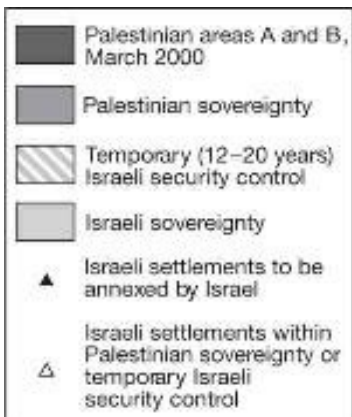 Palestinian areas A and B,
March 2000
Palestinian sovereignty
Temporary (12–20 years)
Israeli security control
Israeli sovereignty
Israeli settlements to be
annexed by Israel
Israeli settlements within
Palestinian sovereignty or
temporary Israeli
security control